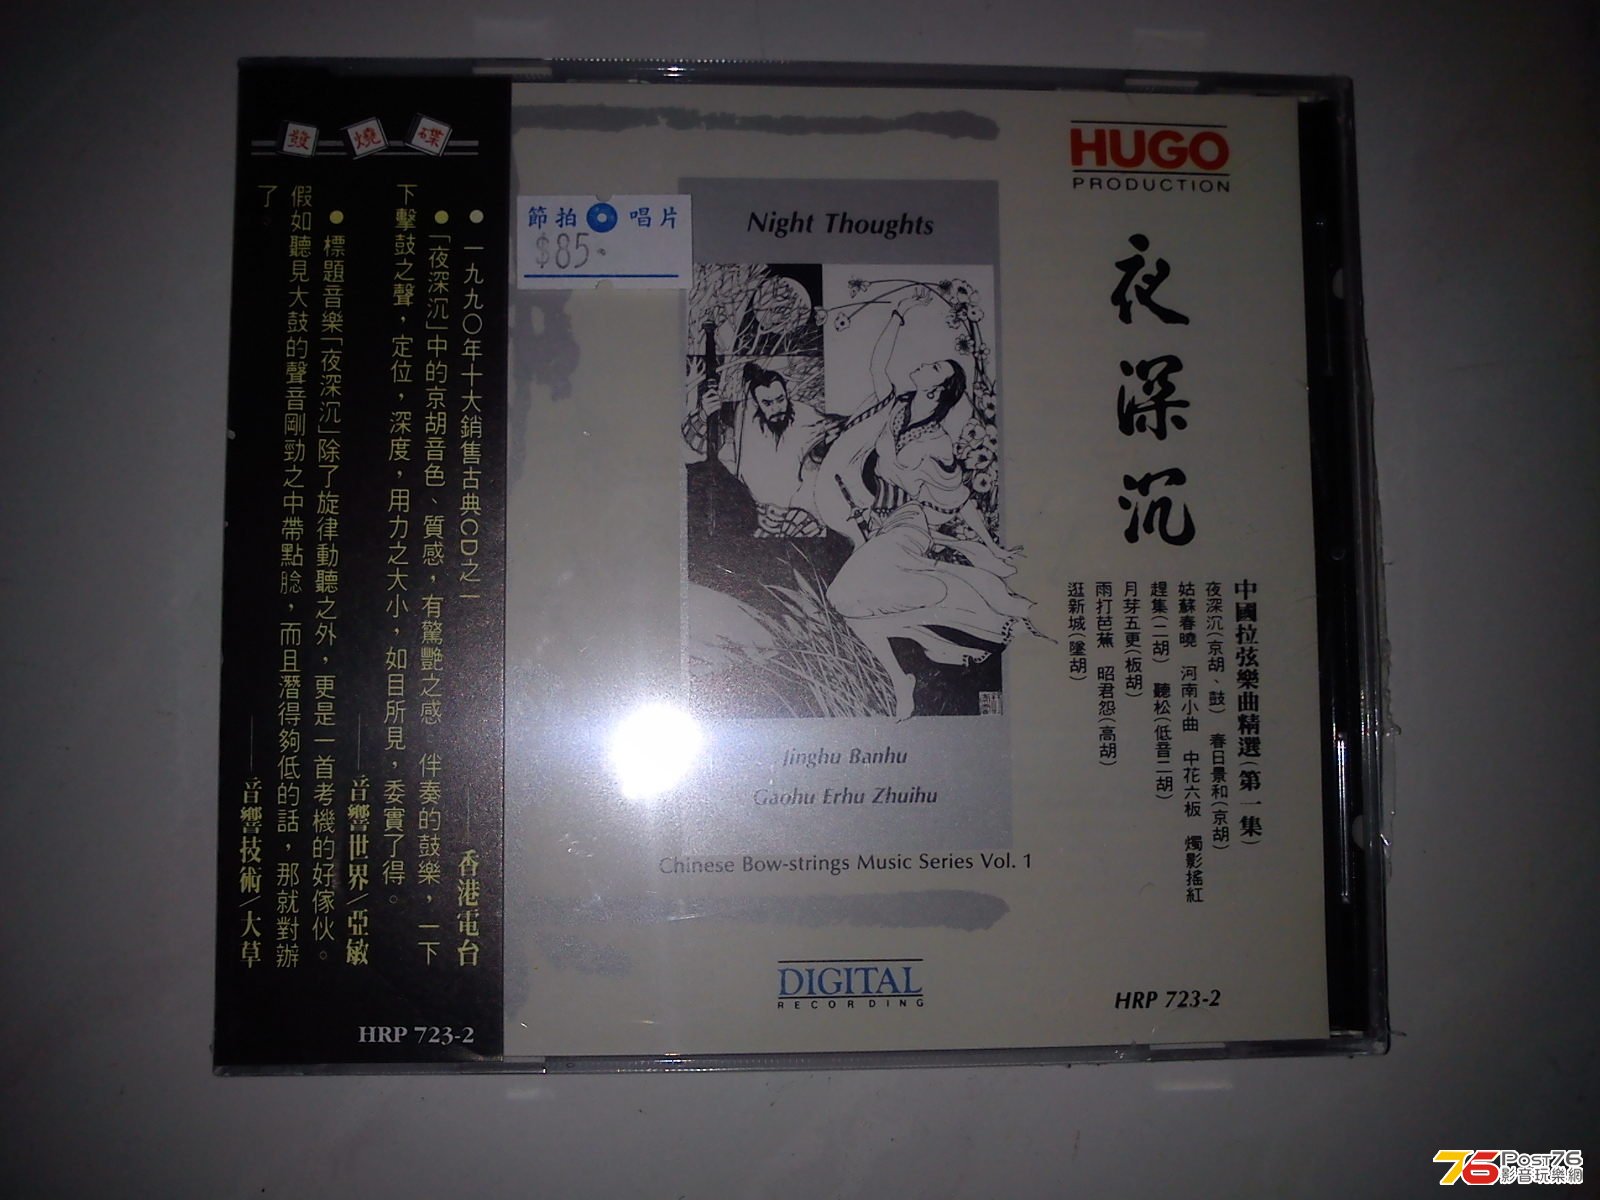 發燒碟
● 一九九〇年十大銷售古典CD之一
——香港電台
● 「夜深沉」中的京胡音色、質感，有驚艷之感，伴奏的鼓樂，一下
下擊鼓之聲，定位，深度，用力之大小，如目所見，委實了得。
——音響世界／亞敏
● 標題音樂「夜深沉」除了旋律動聽之外，更是一首考機的好傢伙。
假如聽見大鼓的聲音剛勁之中帶點腍，而且潛得夠低的話，那就對辦
了。
——音響技術／大草
HRP 723-2
節拍 唱片
$85.
Night Thoughts
Jinghu Banhu
Gaohu Erhu Zhuihu
Chinese Bow-strings Music Series Vol. 1
DIGITAL
RECORDING
HUGO
PRODUCTION
夜深沉
中國拉弦樂曲精選(第一集)
夜深沉(京胡、鼓) 春日景和(京胡)
姑蘇春曉 河南小曲 中花六板 燭影搖紅
趕集(二胡) 聽松(低音二胡)
月芽五更(板胡)
雨打芭蕉 昭君怨(高胡)
逛新城(墜胡)
HRP 723-2
76 Post76
影音玩樂網